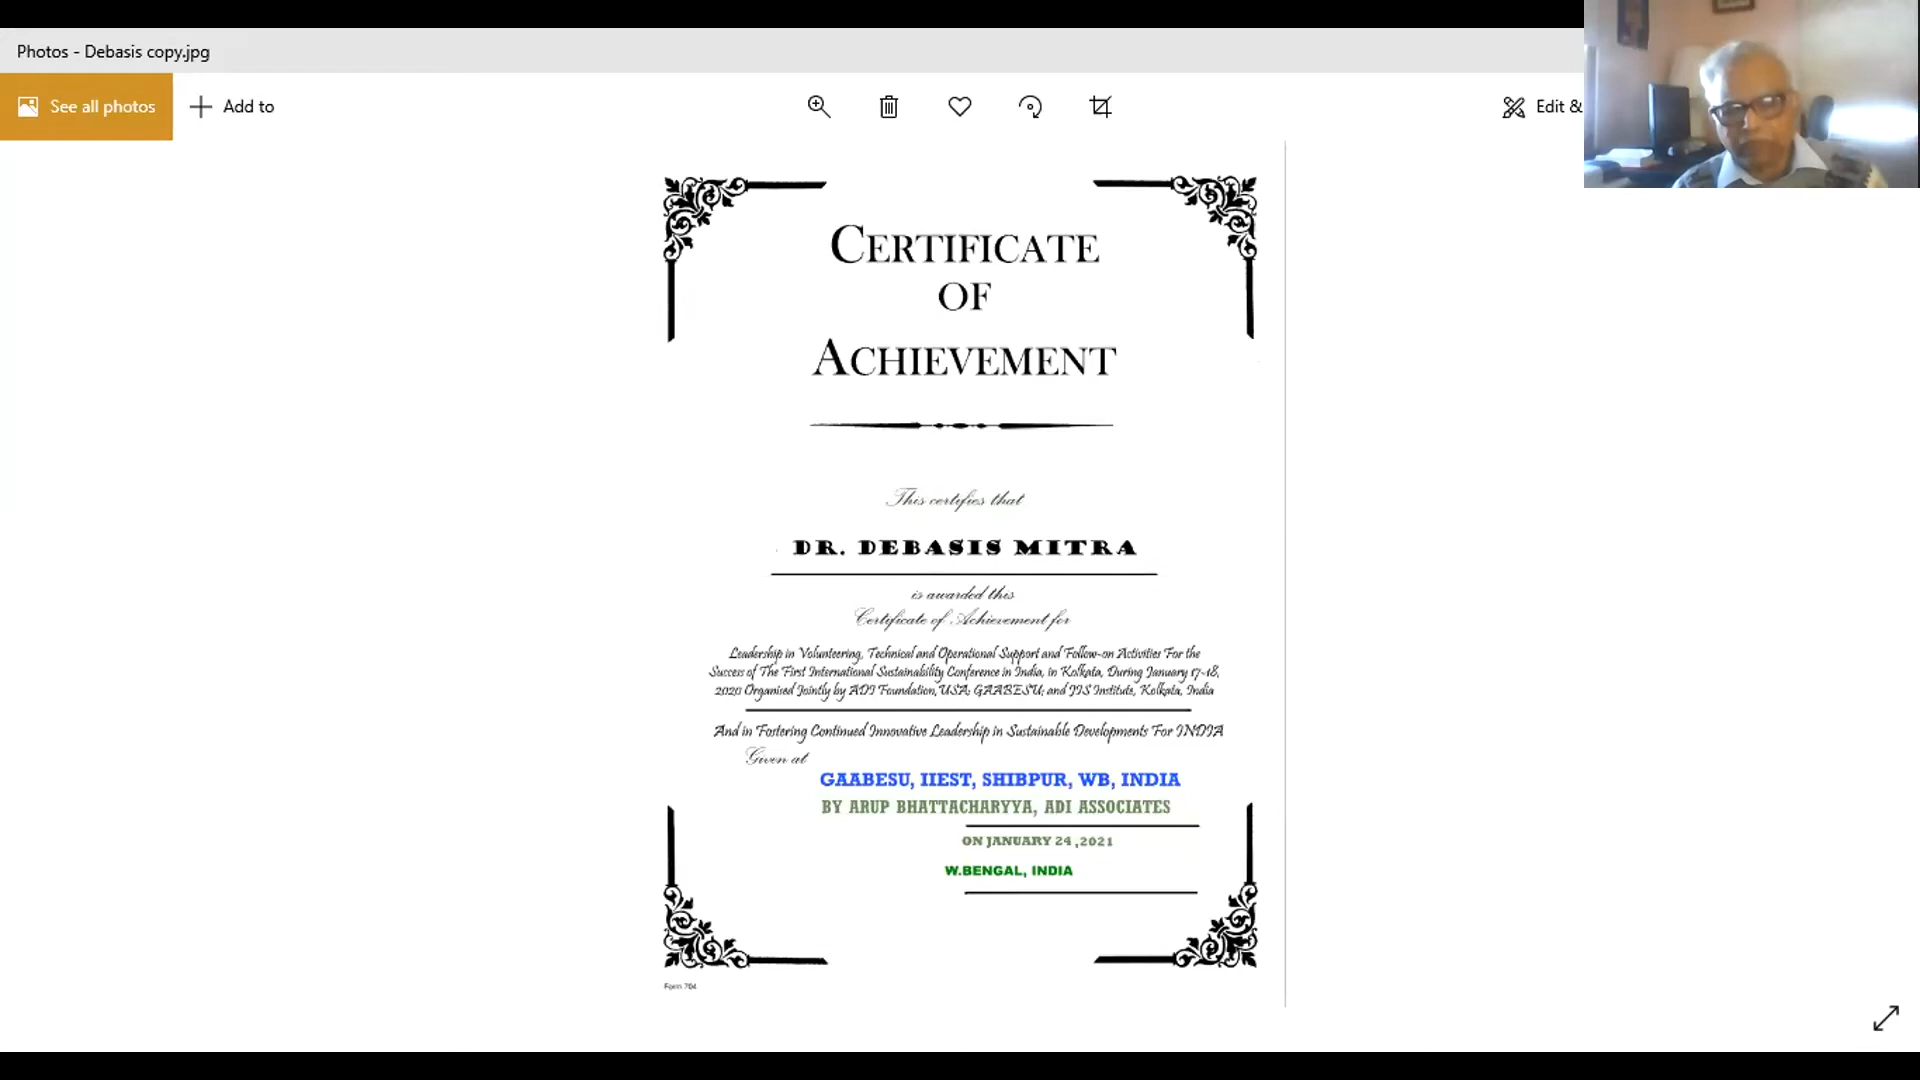 Photos - Debasis copy.jpg
See all photos
Add to
Edit &
CERTIFICATE
OF
ACHIEVEMENT
This certifies that
DR. DEBASIS MITRA
is awarded this
Certificate of Achievement for
Leadership in Volunteering, Technical and Operational Support and Follow-on Activities For the
Success of The First International Sustainability Conference in India, in Kolkata, During January 17-18,
2020 Organised Jointly by ADI Foundation, USA; GAABESU; and JIS Institute, Kolkata, India
And in Fostering Continued Innovative Leadership in Sustainable Developments For INDIA
Given at
GAABESU, IIEST, SHIBPUR, WB, INDIA
BY ARUP BHATTACHARYYA, ADI ASSOCIATES
ON JANUARY 24 ,2021
W.BENGAL, INDIA
Form 704